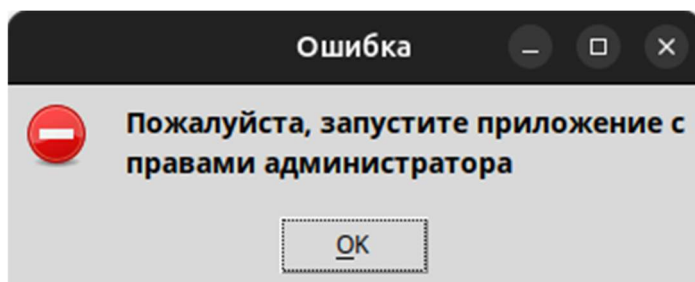 Ошибка
Пожалуйста, запустите приложение с
правами администратора
OK